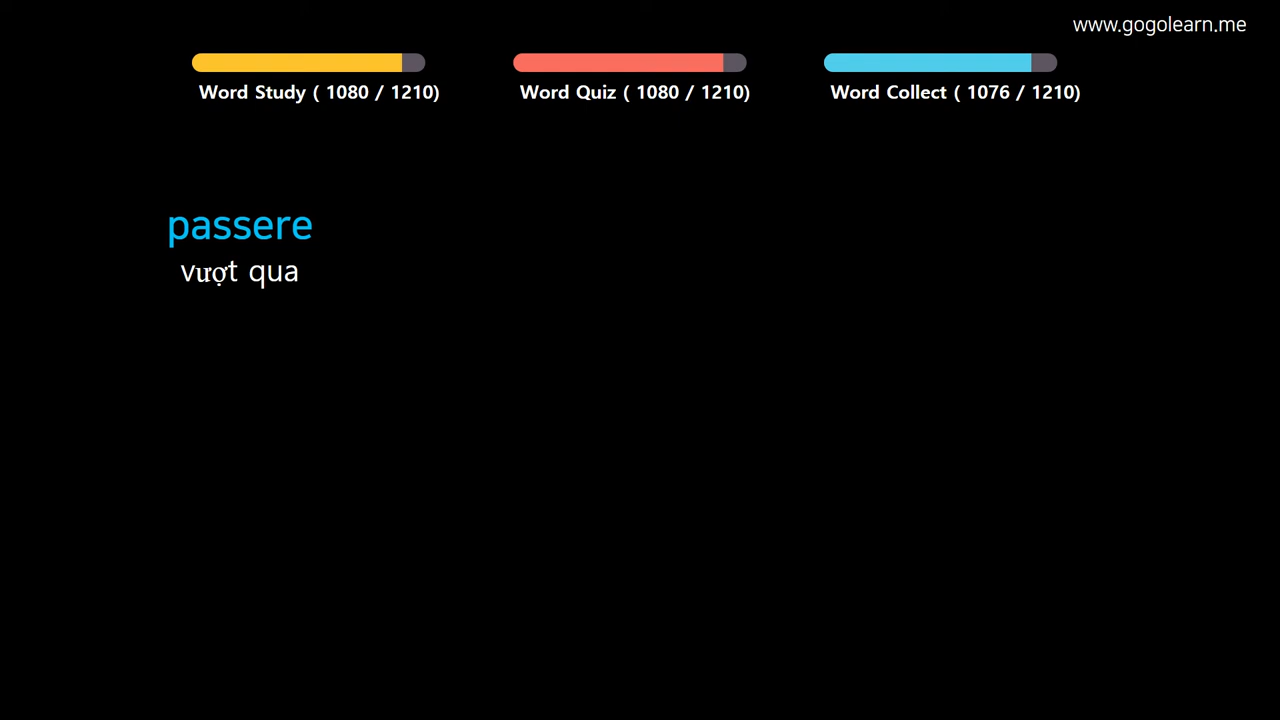 www.gogolearn.me
Word Study ( 1080 / 1210)
Word Quiz ( 1080 / 1210)
Word Collect ( 1076 / 1210)
passere
vượt qua